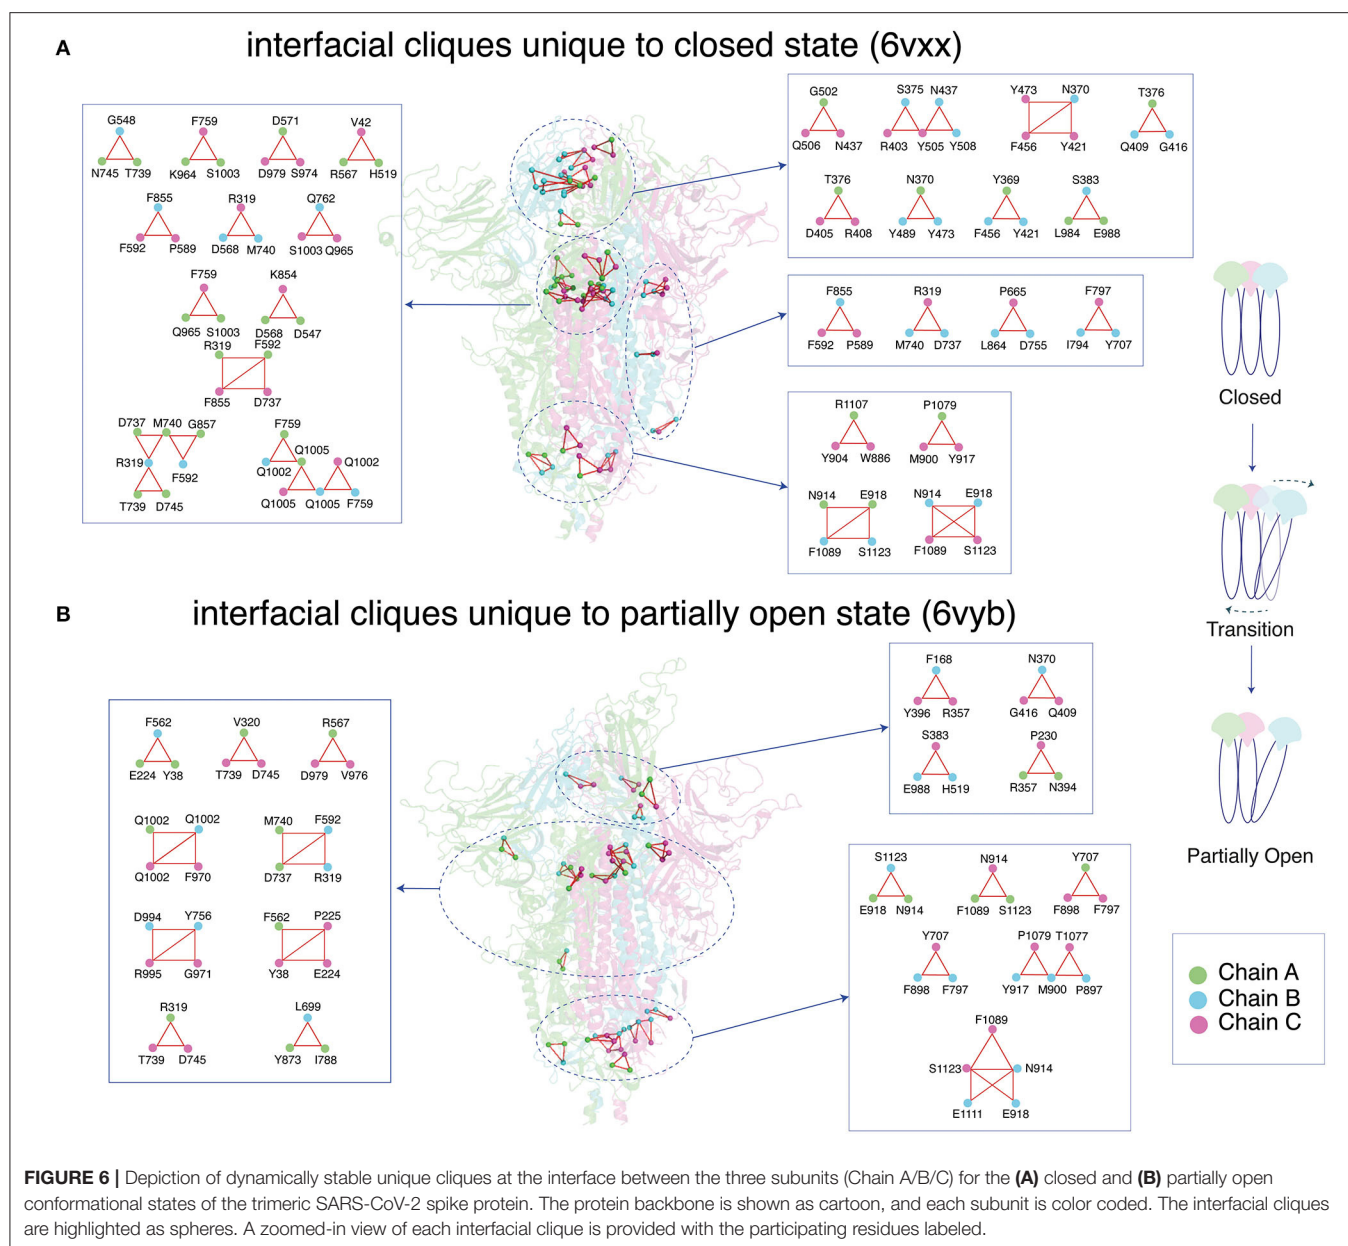 A
interfacial cliques unique to closed state (6vxx)
G548 F759 D571 V42
N745 T739 K964 S1003 D979 S974 R567 H519
F855 R319 Q762
F592 P589 D568 M740 S1003 Q965
F759 K854
Q965 S1003 D568 D547
R319 F592
F855 D737
D737 M740 G857 F759
R319 F592 Q1002 Q1005 Q1002
T739 D745 Q1005 Q1005 F759
G502 S375 N437 Y473 N370 T376
Q506 N437 R403 Y505 Y508 F456 Y421 Q409 G416
T376 N370 Y369 S383
D405 R408 Y489 Y473 F456 Y421 L984 E988
F855 R319 P665 F797
F592 P589 M740 D737 L864 D755 I794 Y707
R1107 P1079
Y904 W886 M900 Y917
N914 E918 N914 E918
F1089 S1123 F1089 S1123
Closed
Transition
Partially Open
B
interfacial cliques unique to partially open state (6vyb)
F562 V320 R567
E224 Y38 T739 D745 D979 V976
Q1002 Q1002 M740 F592
Q1002 F970 D737 R319
D994 Y756 F562 P225
R995 G971 Y38 E224
R319 L699
T739 D745 Y873 I788
F168 N370
Y396 R357 G416 Q409
S383 P230
E988 H519 R357 N394
S1123 N914 Y707
E918 N914 F1089 S1123 F898 F797
Y707 P1079 T1077
F898 F797 Y917 M900 P897
F1089
S1123 N914
E1111 E918
Chain A
Chain B
Chain C
FIGURE 6 | Depiction of dynamically stable unique cliques at the interface between the three subunits (Chain A/B/C) for the (A) closed and (B) partially open
conformational states of the trimeric SARS-CoV-2 spike protein. The protein backbone is shown as cartoon, and each subunit is color coded. The interfacial cliques
are highlighted as spheres. A zoomed-in view of each interfacial clique is provided with the participating residues labeled.